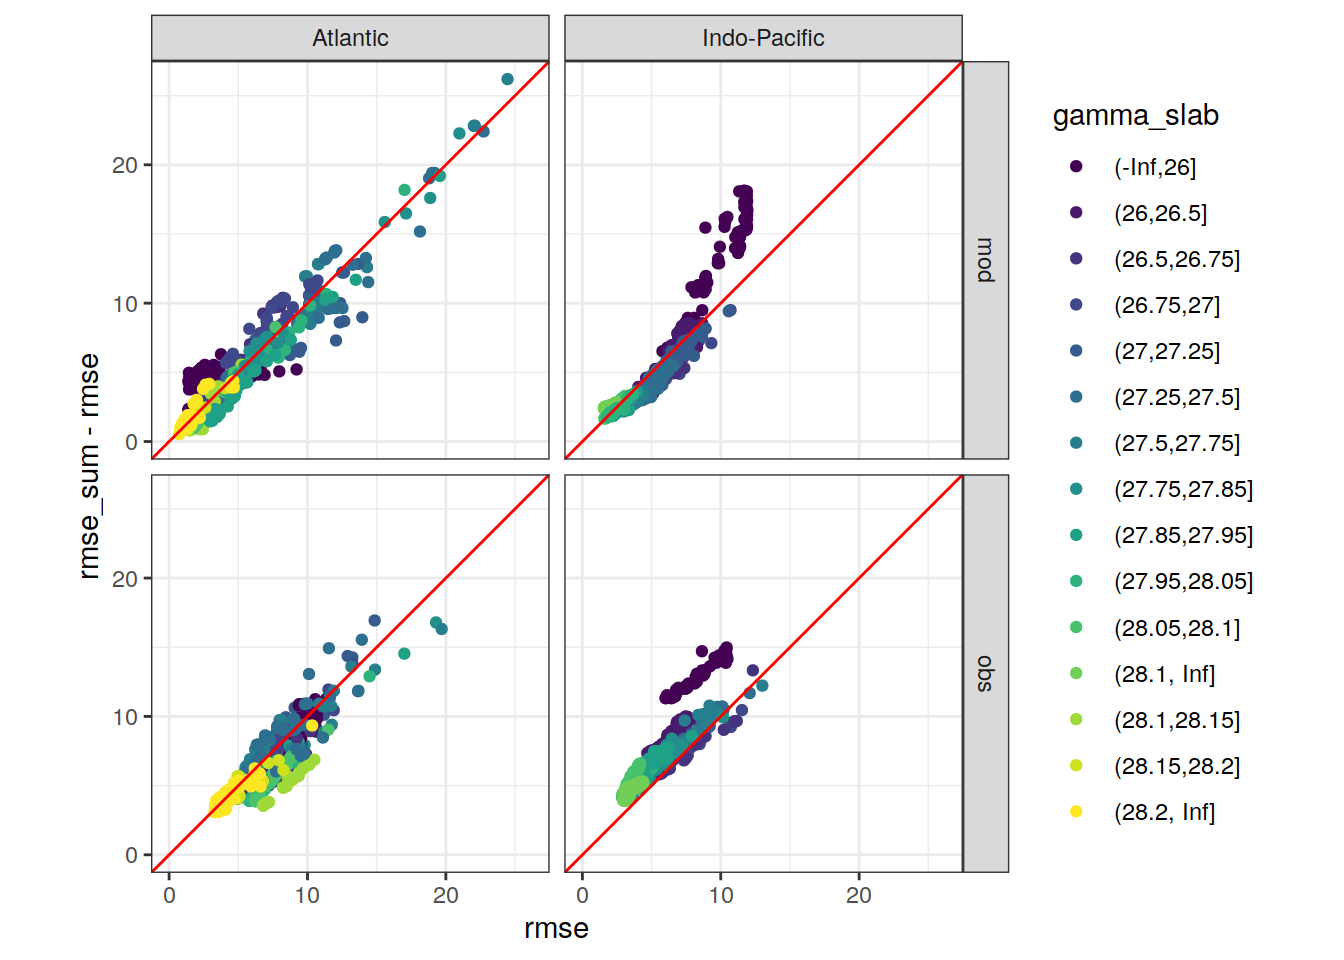 Atlantic
Indo-Pacific
mod
obs
20
10
0
20
10
0
0
10
20
0
10
20
rmse_sum - rmse
rmse
gamma_slab
(-Inf,26]
(26,26.5]
(26.5,26.75]
(26.75,27]
(27,27.25]
(27.25,27.5]
(27.5,27.75]
(27.75,27.85]
(27.85,27.95]
(27.95,28.05]
(28.05,28.1]
(28.1, Inf]
(28.1,28.15]
(28.15,28.2]
(28.2, Inf]